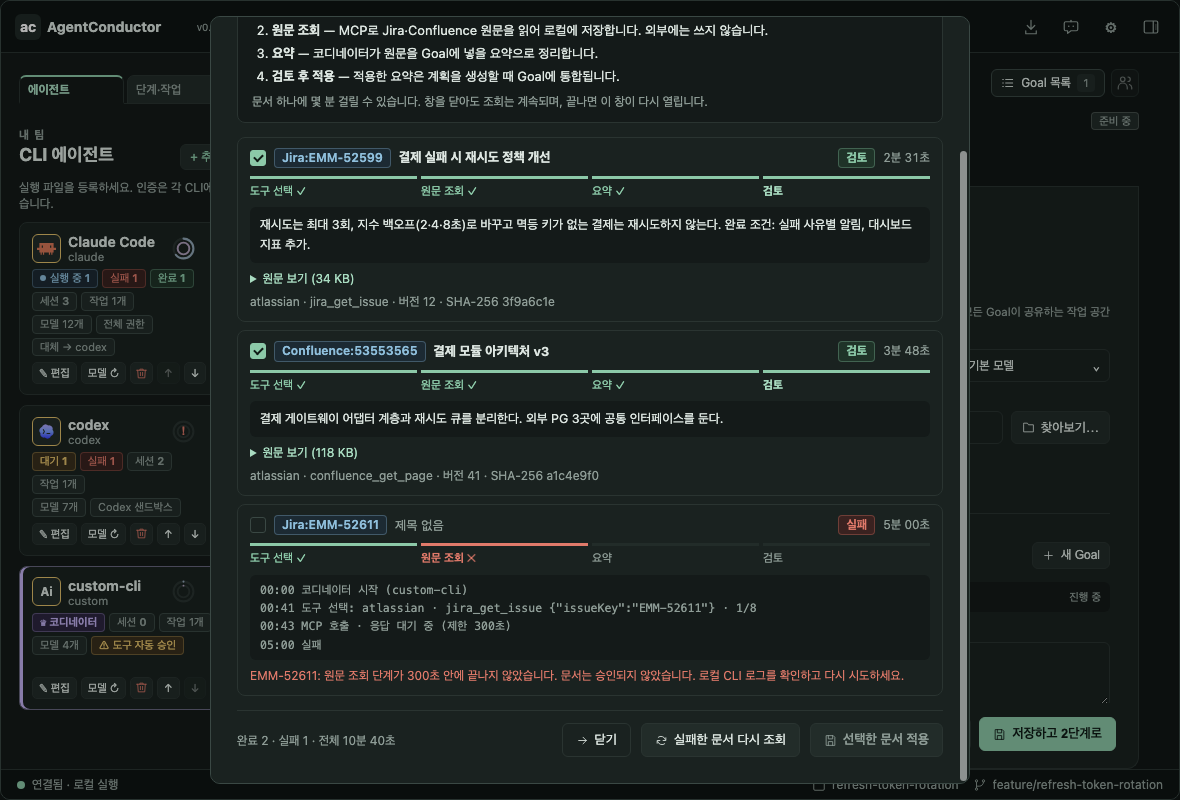 ac AgentConductor v0.
에이전트 단계·작업
내 팀
CLI 에이전트
+ 추
실행 파일을 등록하세요. 인증은 각 CLI에
습니다.
Claude Code
claude
실행 중 1 실패 1 완료 1
세션 3 작업 1개
모델 12개 전체 권한
대체 → codex
✎ 편집 모델 ↻ ↑ ↓
codex
codex
!
대기 1 실패 1 세션 2
작업 1개
모델 7개 Codex 샌드박스
✎ 편집 모델 ↻ ↑ ↓
Ai custom-cli
custom
코디네이터 세션 0 작업 1개
모델 4개 ⚠ 도구 자동 승인
✎ 편집 모델 ↻ ↑ ↓
2. 원문 조회 — MCP로 Jira·Confluence 원문을 읽어 로컬에 저장합니다. 외부에는 쓰지 않습니다.
3. 요약 — 코디네이터가 원문을 Goal에 넣을 요약으로 정리합니다.
4. 검토 후 적용 — 적용한 요약은 계획을 생성할 때 Goal에 통합됩니다.
문서 하나에 몇 분 걸릴 수 있습니다. 창을 닫아도 조회는 계속되며, 끝나면 이 창이 다시 열립니다.
Jira:EMM-52599 결제 실패 시 재시도 정책 개선 검토 2분 31초
도구 선택 ✓ 원문 조회 ✓ 요약 ✓ 검토
재시도는 최대 3회, 지수 백오프(2·4·8초)로 바꾸고 멱등 키가 없는 결제는 재시도하지 않는다. 완료 조건: 실패 사유별 알림, 대시보드
지표 추가.
▶ 원문 보기 (34 KB)
atlassian · jira_get_issue · 버전 12 · SHA-256 3f9a6c1e
Confluence:53553565 결제 모듈 아키텍처 v3 검토 3분 48초
도구 선택 ✓ 원문 조회 ✓ 요약 ✓ 검토
결제 게이트웨이 어댑터 계층과 재시도 큐를 분리한다. 외부 PG 3곳에 공통 인터페이스를 둔다.
▶ 원문 보기 (118 KB)
atlassian · confluence_get_page · 버전 41 · SHA-256 a1c4e9f0
Jira:EMM-52611 제목 없음 실패 5분 00초
도구 선택 ✓ 원문 조회 ✕ 요약 검토
00:00 코디네이터 시작 (custom-cli)
00:41 도구 선택: atlassian · jira_get_issue {"issueKey":"EMM-52611"} · 1/8
00:43 MCP 호출 · 응답 대기 중 (제한 300초)
05:00 실패
EMM-52611: 원문 조회 단계가 300초 안에 끝나지 않았습니다. 문서는 승인되지 않았습니다. 로컬 CLI 로그를 확인하고 다시 시도하세요.
완료 2 · 실패 1 · 전체 10분 40초
→ 닫기 실패한 문서 다시 조회 선택한 문서 적용
Goal 목록 1
준비 중
모든 Goal이 공유하는 작업 공간
기본 모델
찾아보기...
+ 새 Goal
진행 중
저장하고 2단계로
연결됨 · 로컬 실행
refresh-token-rotation feature/refresh-token-rotation